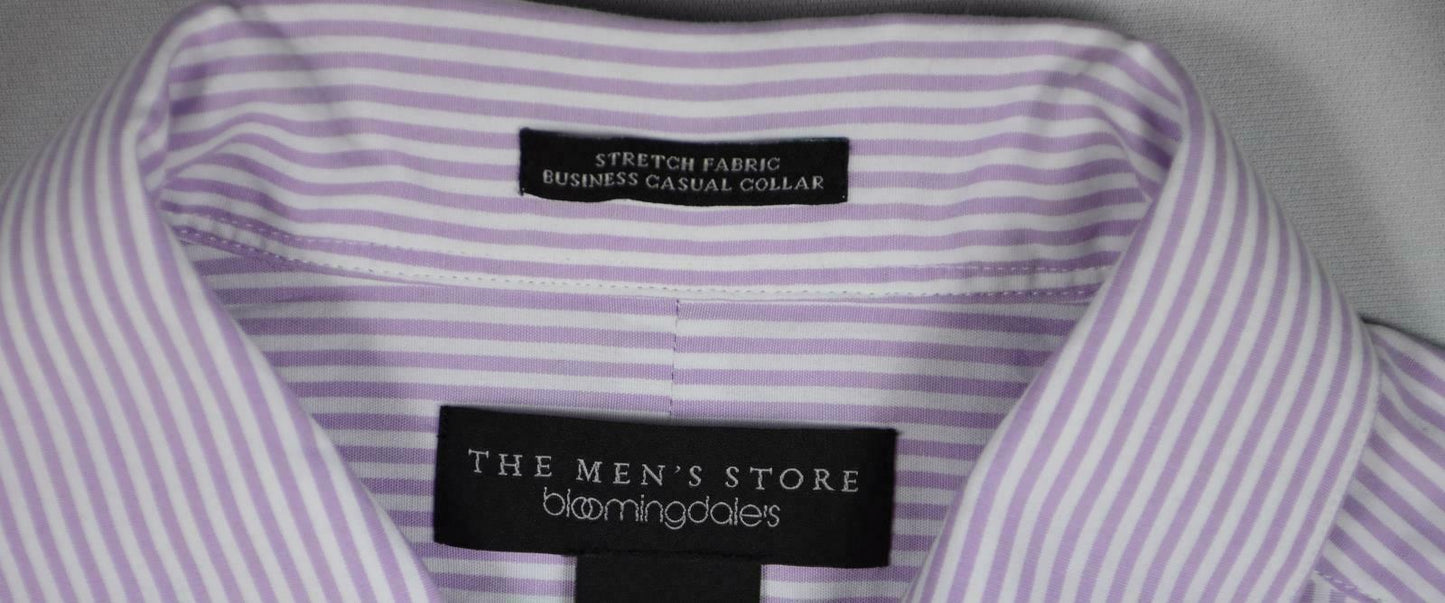 STRETCH FABRIC
BUSINESS CASUAL COLLAR
THE MEN'S STORE
bloomingdale's